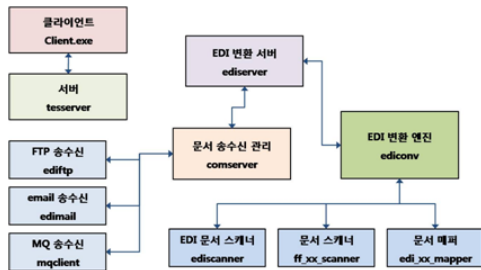 클라이언트
Client.exe
서버
tesserver
EDI 변환 서버
ediserver
문서 송수신 관리
comserver
EDI 변환 엔진
ediconv
FTP 송수신
ediftp
email 송수신
edimail
MQ 송수신
mqclient
EDI 문서 스캐너
ediscanner
문서 스캐너
ff_xx_scanner
문서 매퍼
edi_xx_mapper